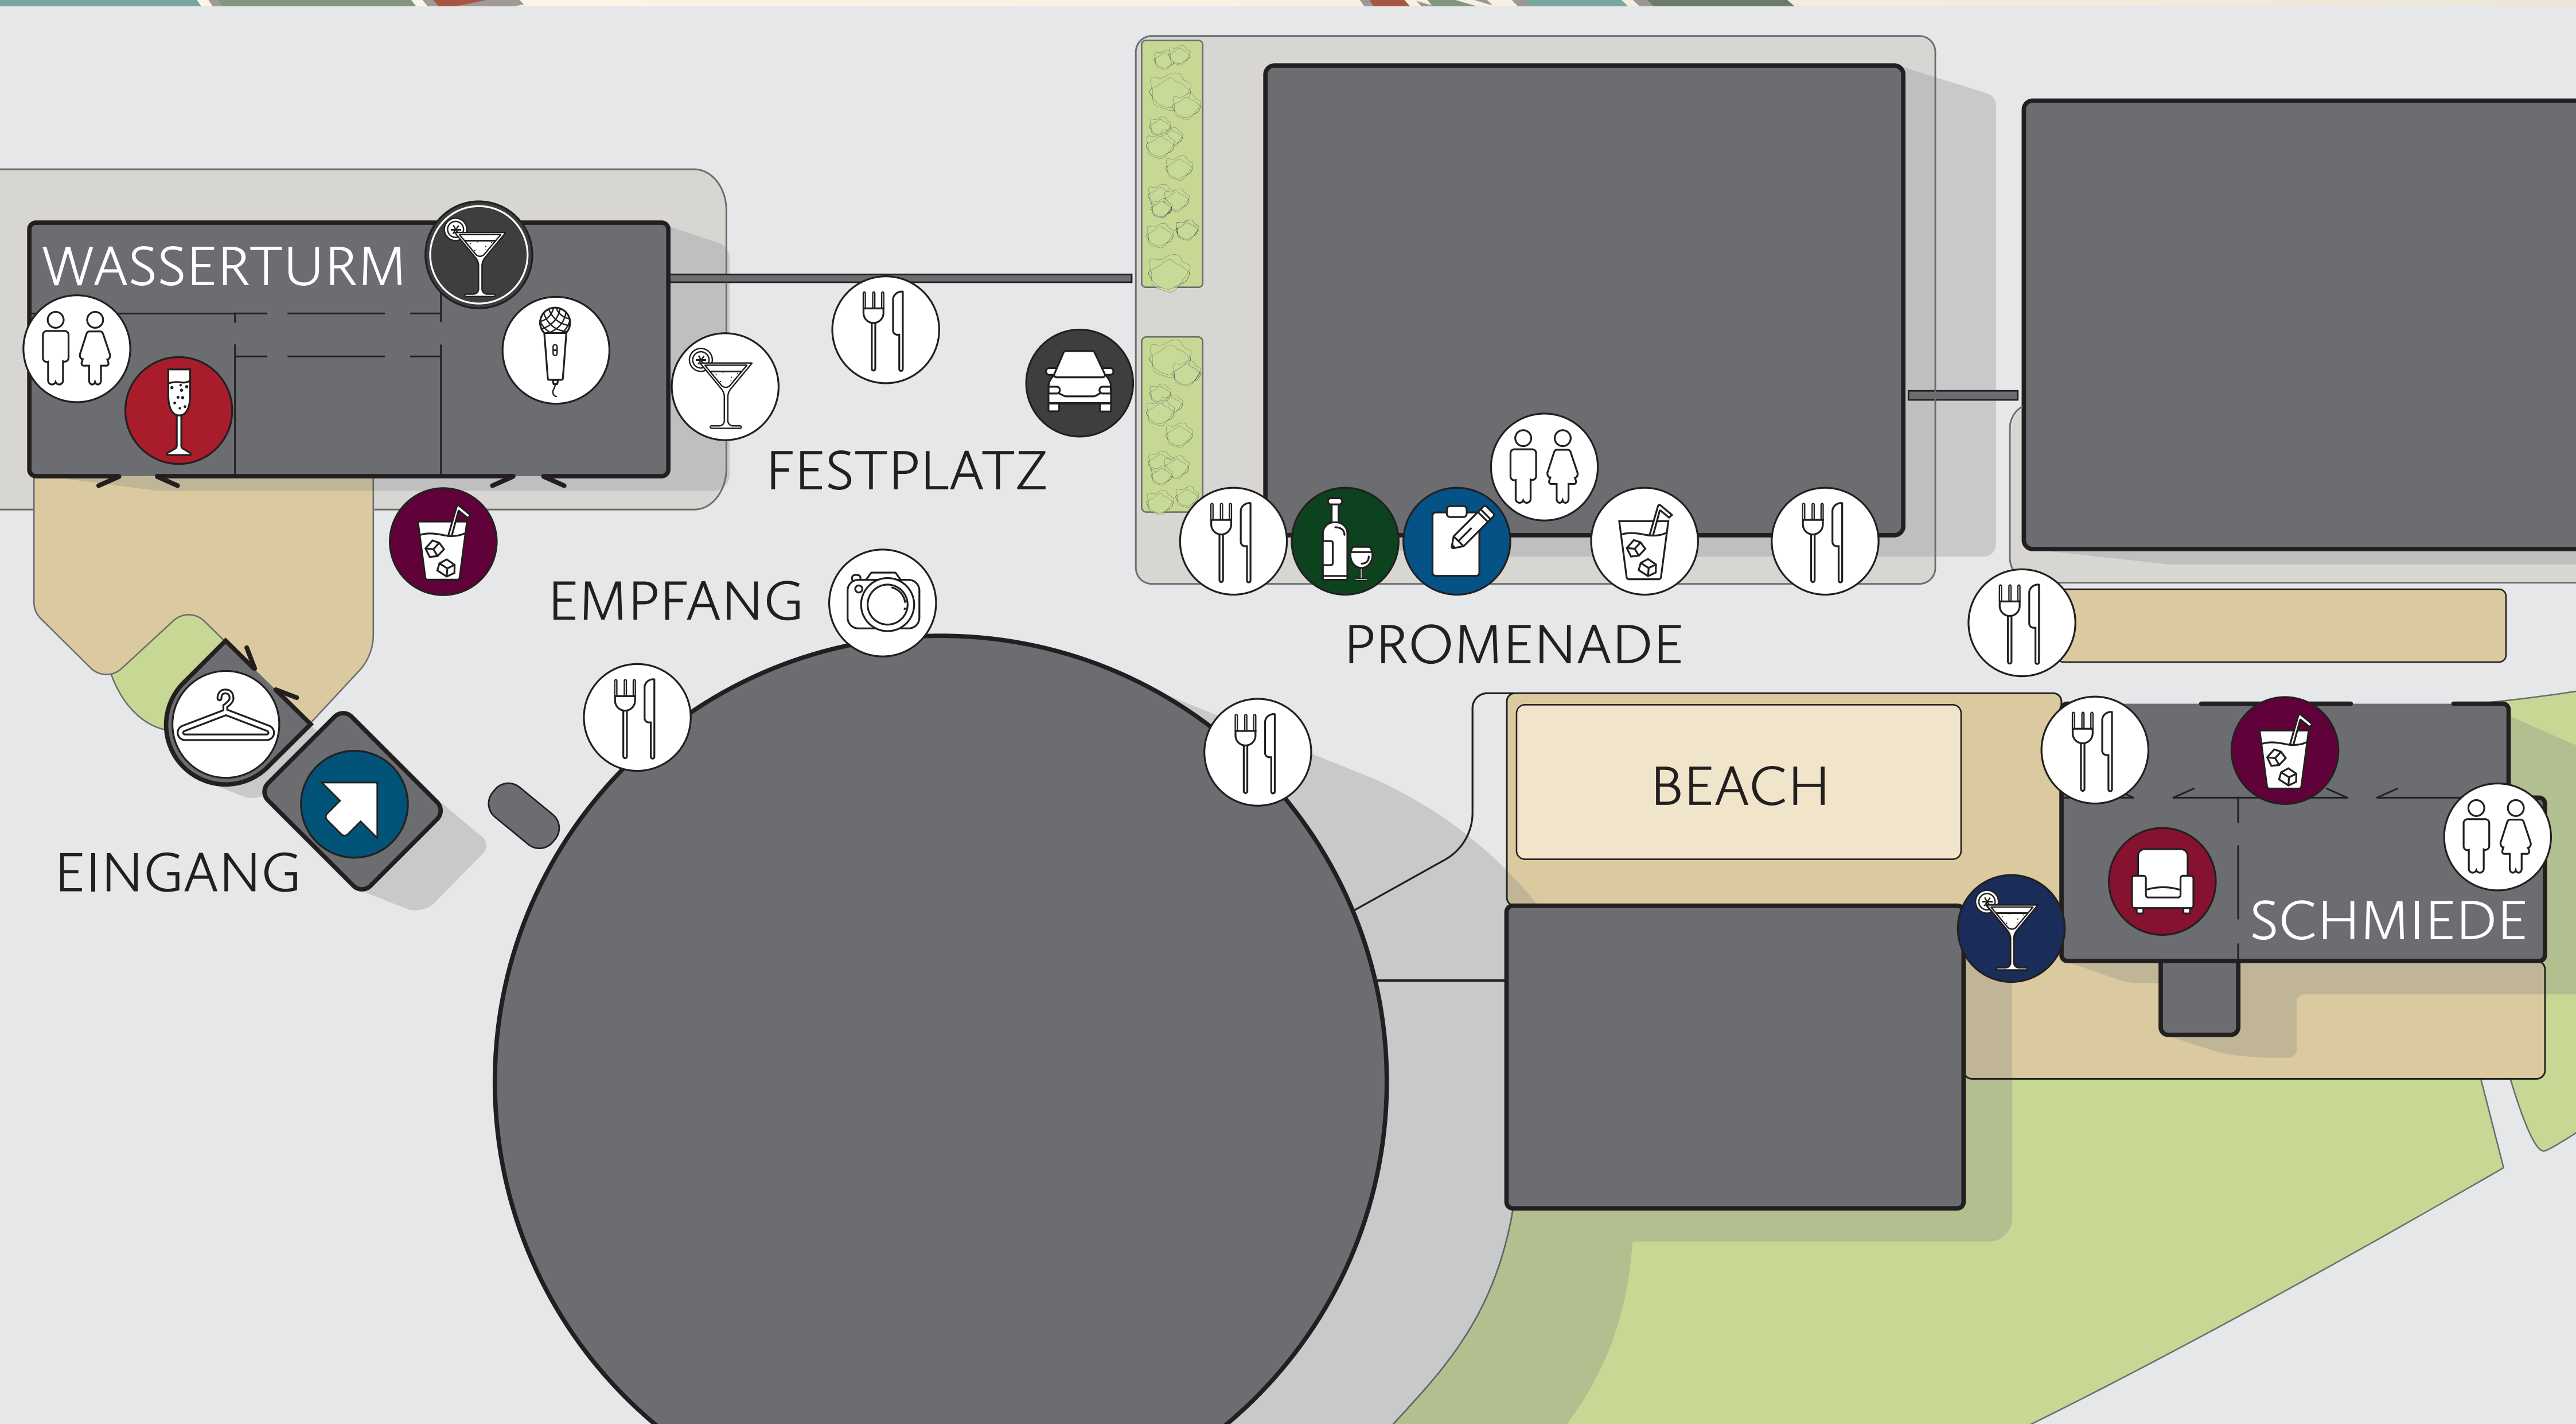 WASSERTURM
FESTPLATZ
EMPFANG
PROMENADE
BEACH
EINGANG
SCHMIEDE